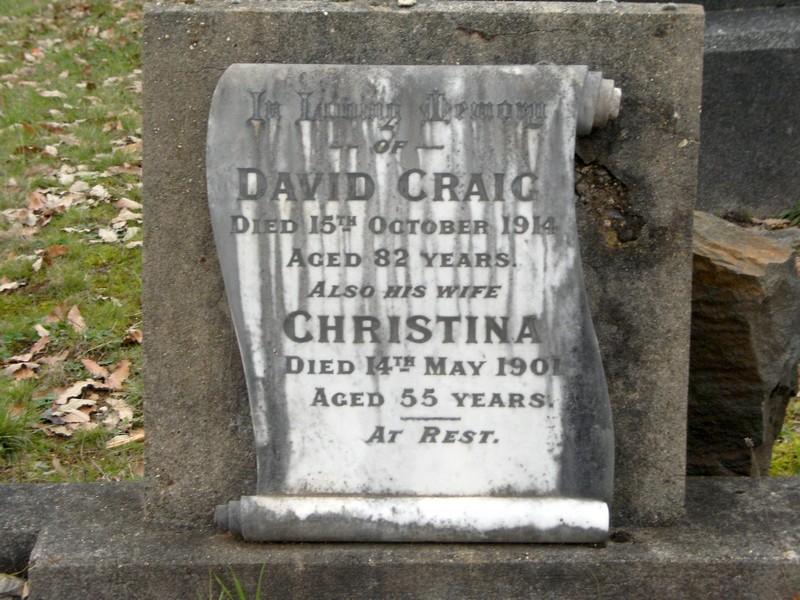 In Loving Memory
OF
DAVID CRAIG
DIED 15TH OCTOBER 1914
AGED 82 YEARS.
ALSO HIS WIFE
CHRISTINA
DIED 14TH MAY 1901
AGED 55 YEARS.
AT REST.